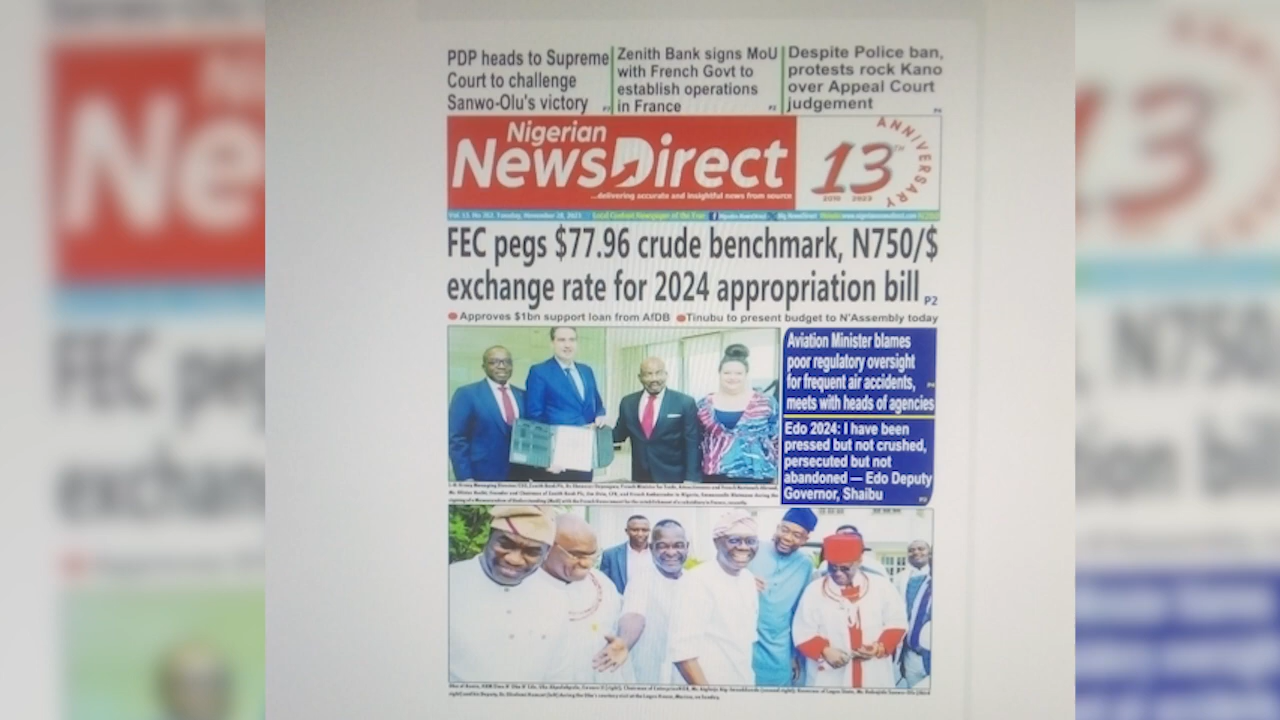 PDP heads to Supreme
Court to challenge
Sanwo-Olu's victory
Zenith Bank signs MoU
with French Govt to
establish operations
in France
Despite Police ban,
protests rock Kano
over Appeal Court
judgement
Nigerian
NewsDirect
...delivering accurate and insightful news from source
13TH
ANNIVERSARY
2010 2023
FEC pegs $77.96 crude benchmark, N750/$
exchange rate for 2024 appropriation bill P2
Approves $1bn support loan from AfDB Tinubu to present budget to N'Assembly today
Aviation Minister blames
poor regulatory oversight
for frequent air accidents,
meets with heads of agencies
Edo 2024: I have been
pressed but not crushed,
persecuted but not
abandoned — Edo Deputy
Governor, Shaibu